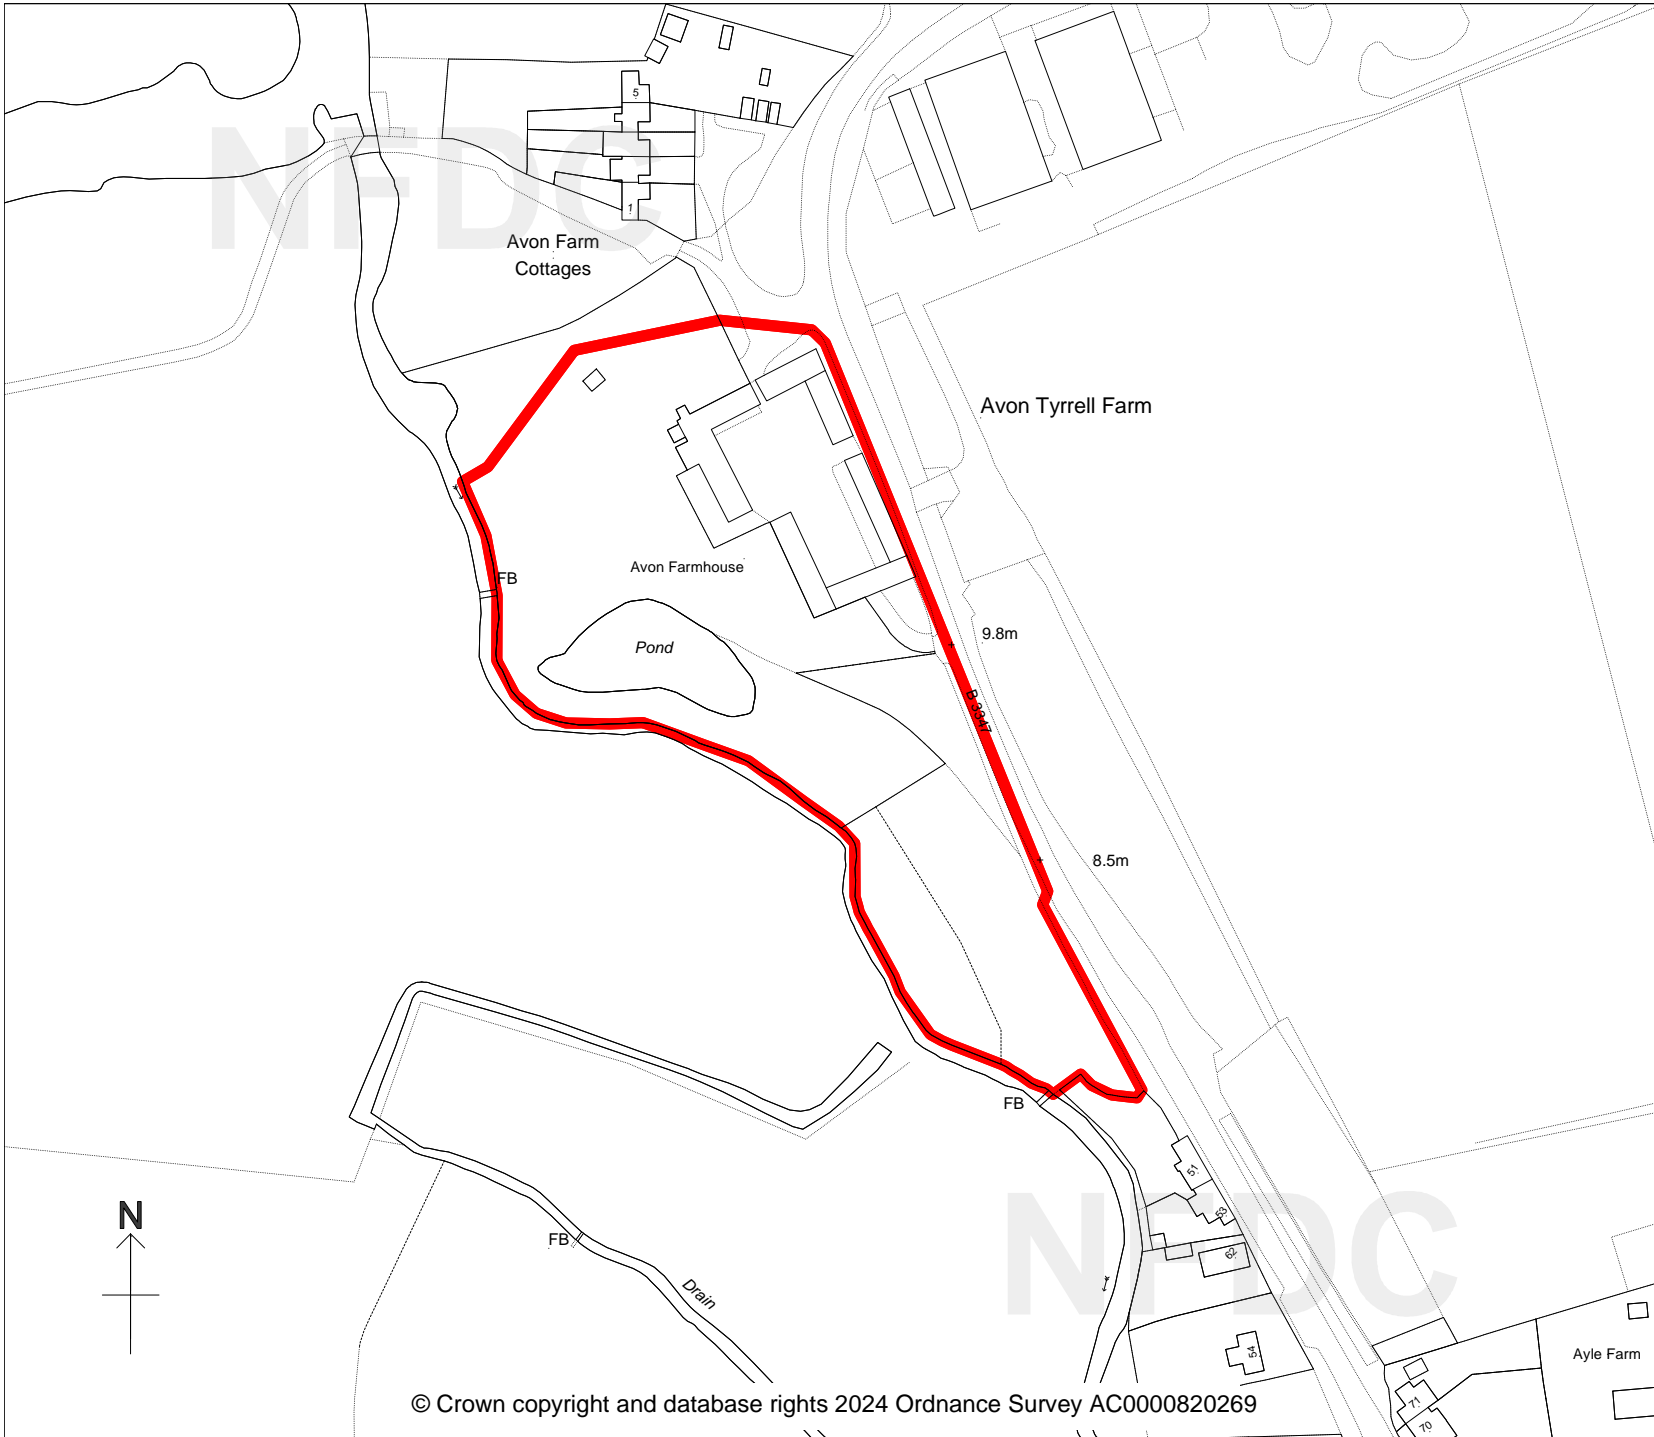 NFDC
5
1
Avon Farm
Cottages
Avon Tyrrell Farm
Avon Farmhouse
FB
Pond
9.8m
B 3347
8.5m
FB
51
53
62
54
NFDC
N
FB
Drain
Ayle Farm
71
70
© Crown copyright and database rights 2024 Ordnance Survey AC0000820269